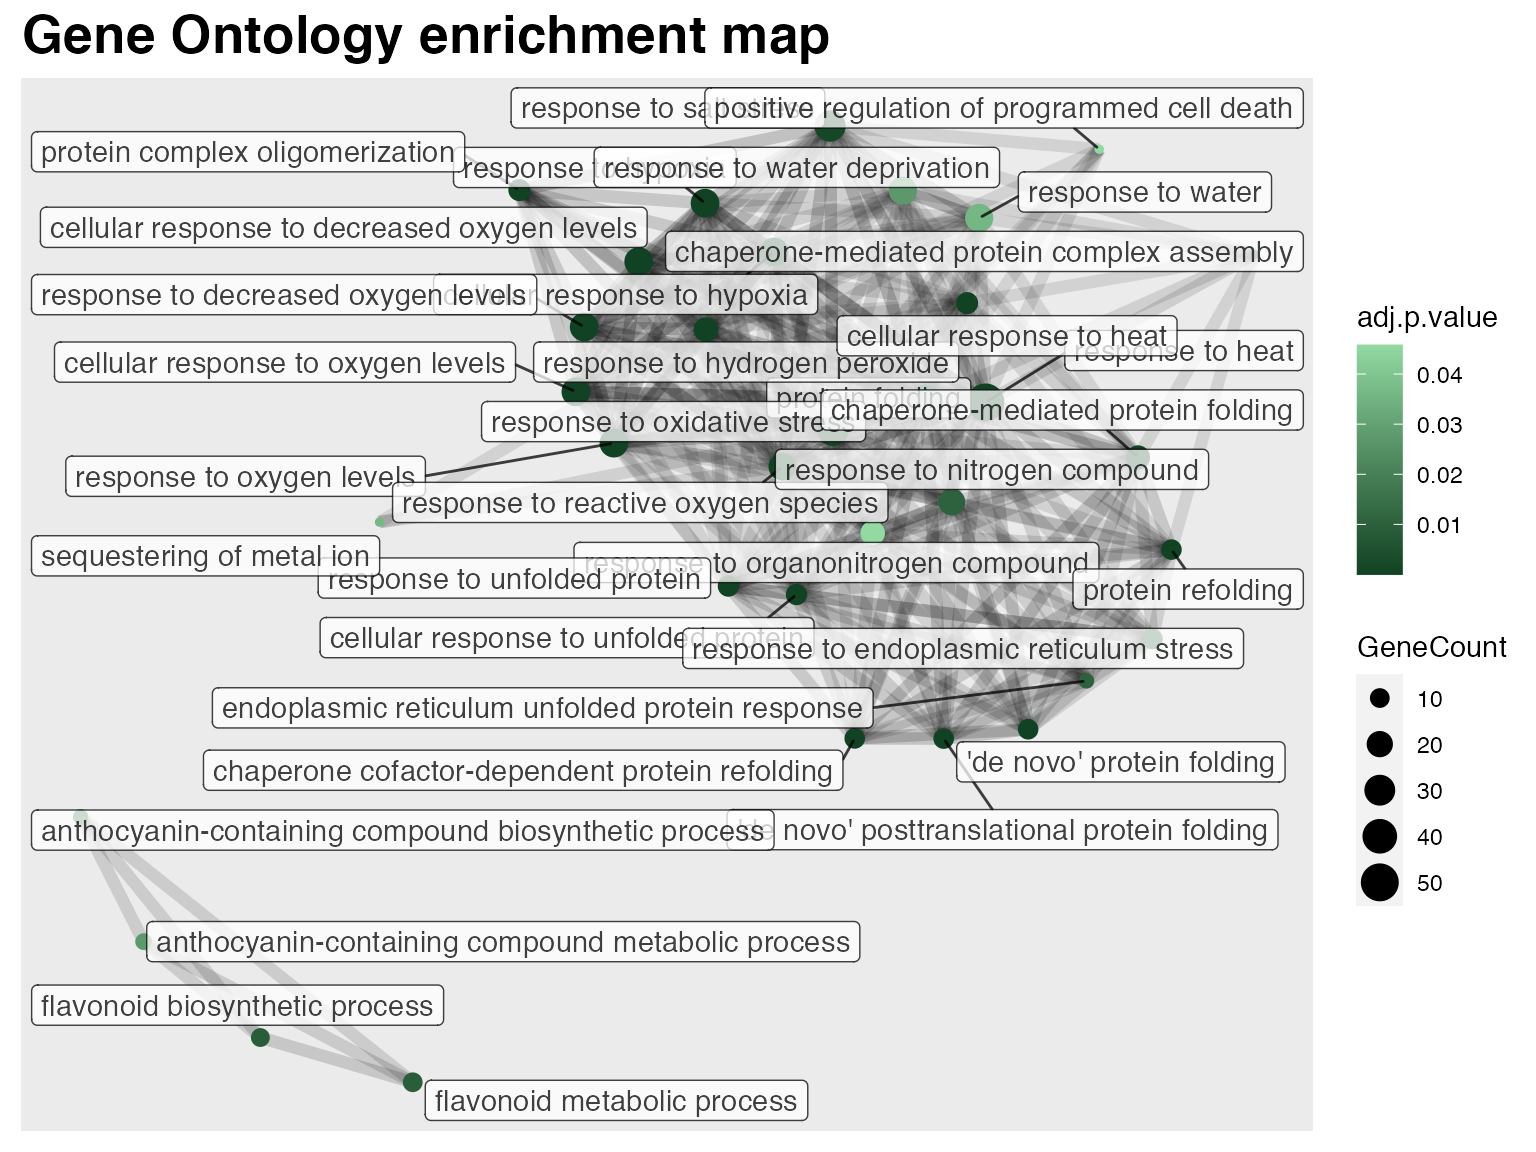 Gene Ontology enrichment map
response to salt stress
positive regulation of programmed cell death
protein complex oligomerization
response to hypoxia
response to water deprivation
response to water
cellular response to decreased oxygen levels
chaperone-mediated protein complex assembly
response to decreased oxygen levels
cellular response to hypoxia
cellular response to heat
response to heat
cellular response to oxygen levels
response to hydrogen peroxide
protein folding
chaperone-mediated protein folding
response to oxidative stress
response to oxygen levels
response to nitrogen compound
response to reactive oxygen species
sequestering of metal ion
response to organonitrogen compound
response to unfolded protein
protein refolding
cellular response to unfolded protein
response to endoplasmic reticulum stress
endoplasmic reticulum unfolded protein response
chaperone cofactor-dependent protein refolding
'de novo' protein folding
anthocyanin-containing compound biosynthetic process
'de novo' posttranslational protein folding
anthocyanin-containing compound metabolic process
flavonoid biosynthetic process
flavonoid metabolic process
adj.p.value
0.04
0.03
0.02
0.01
GeneCount
10
20
30
40
50